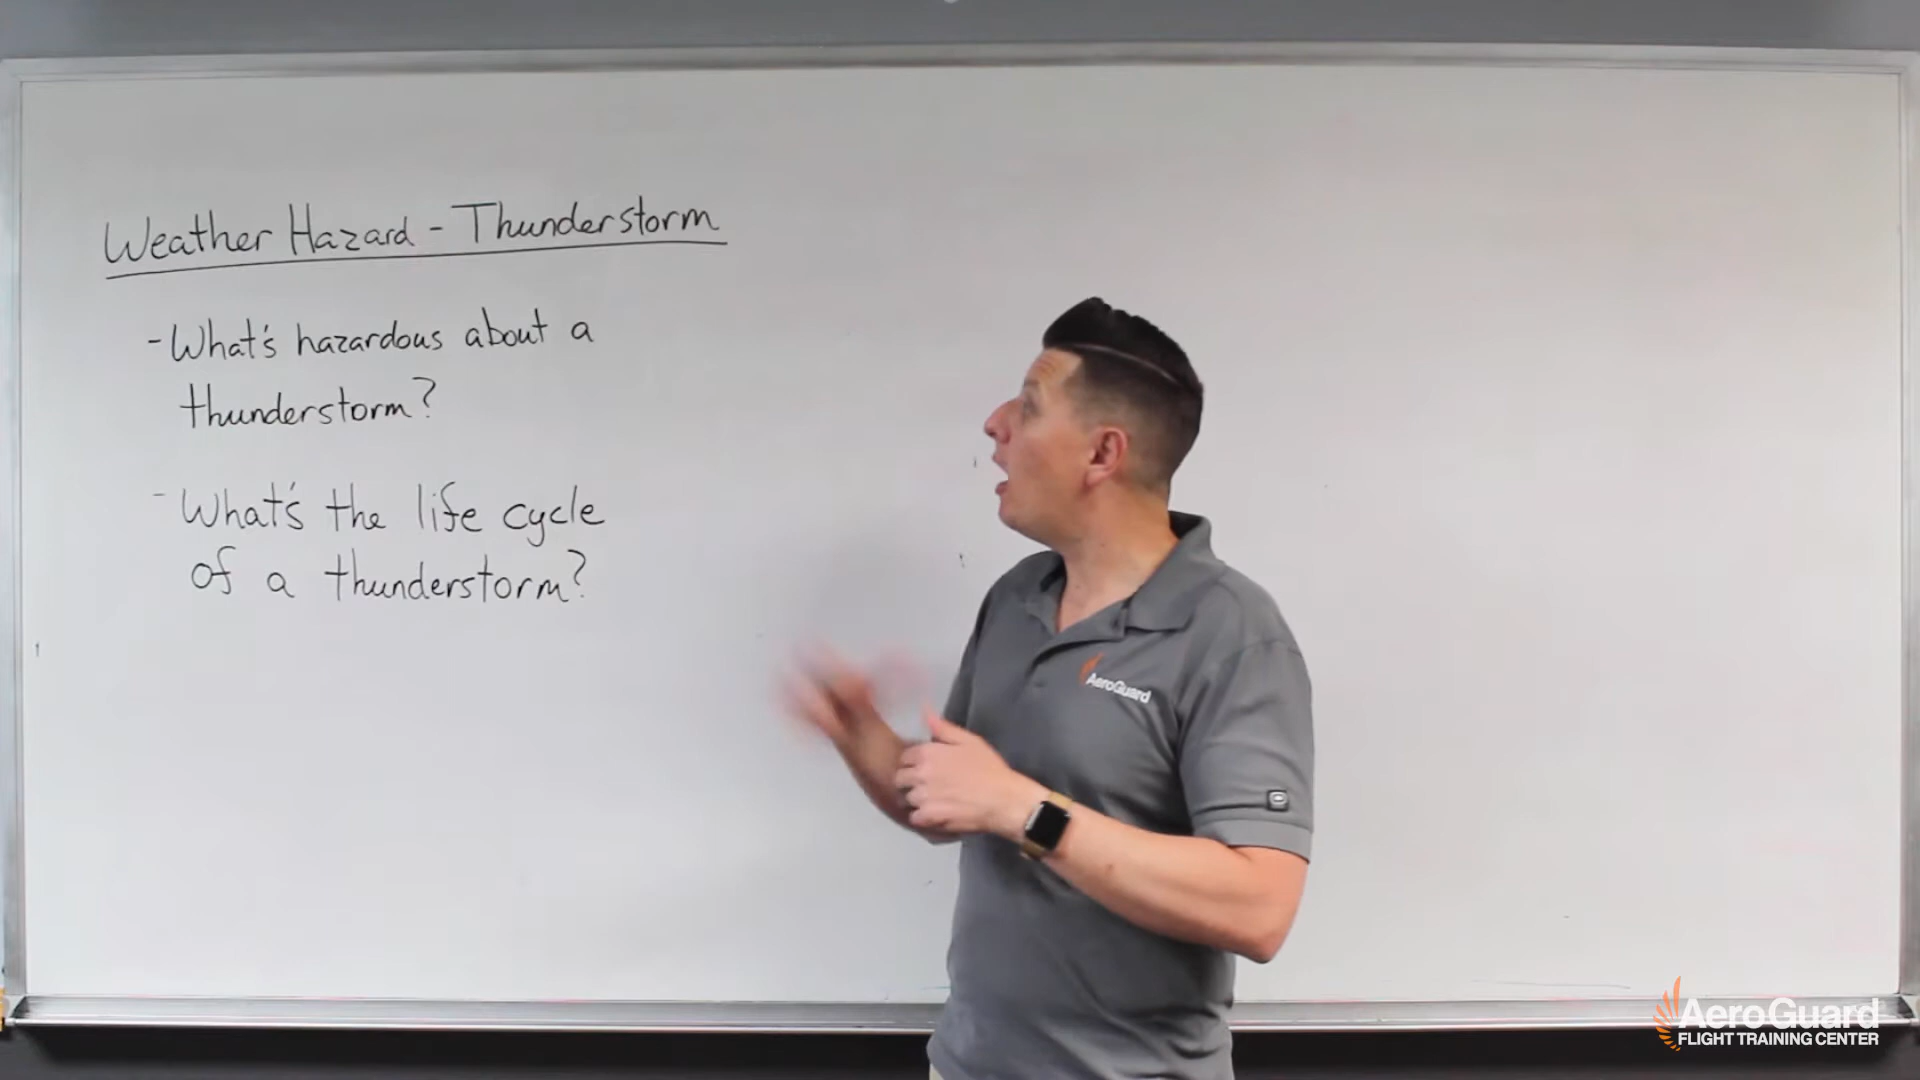 Weather Hazard - Thunderstorm
- What's hazardous about a
thunderstorm?
- What's the life cycle
of a thunderstorm?
AeroGuard
AeroGuard
FLIGHT TRAINING CENTER